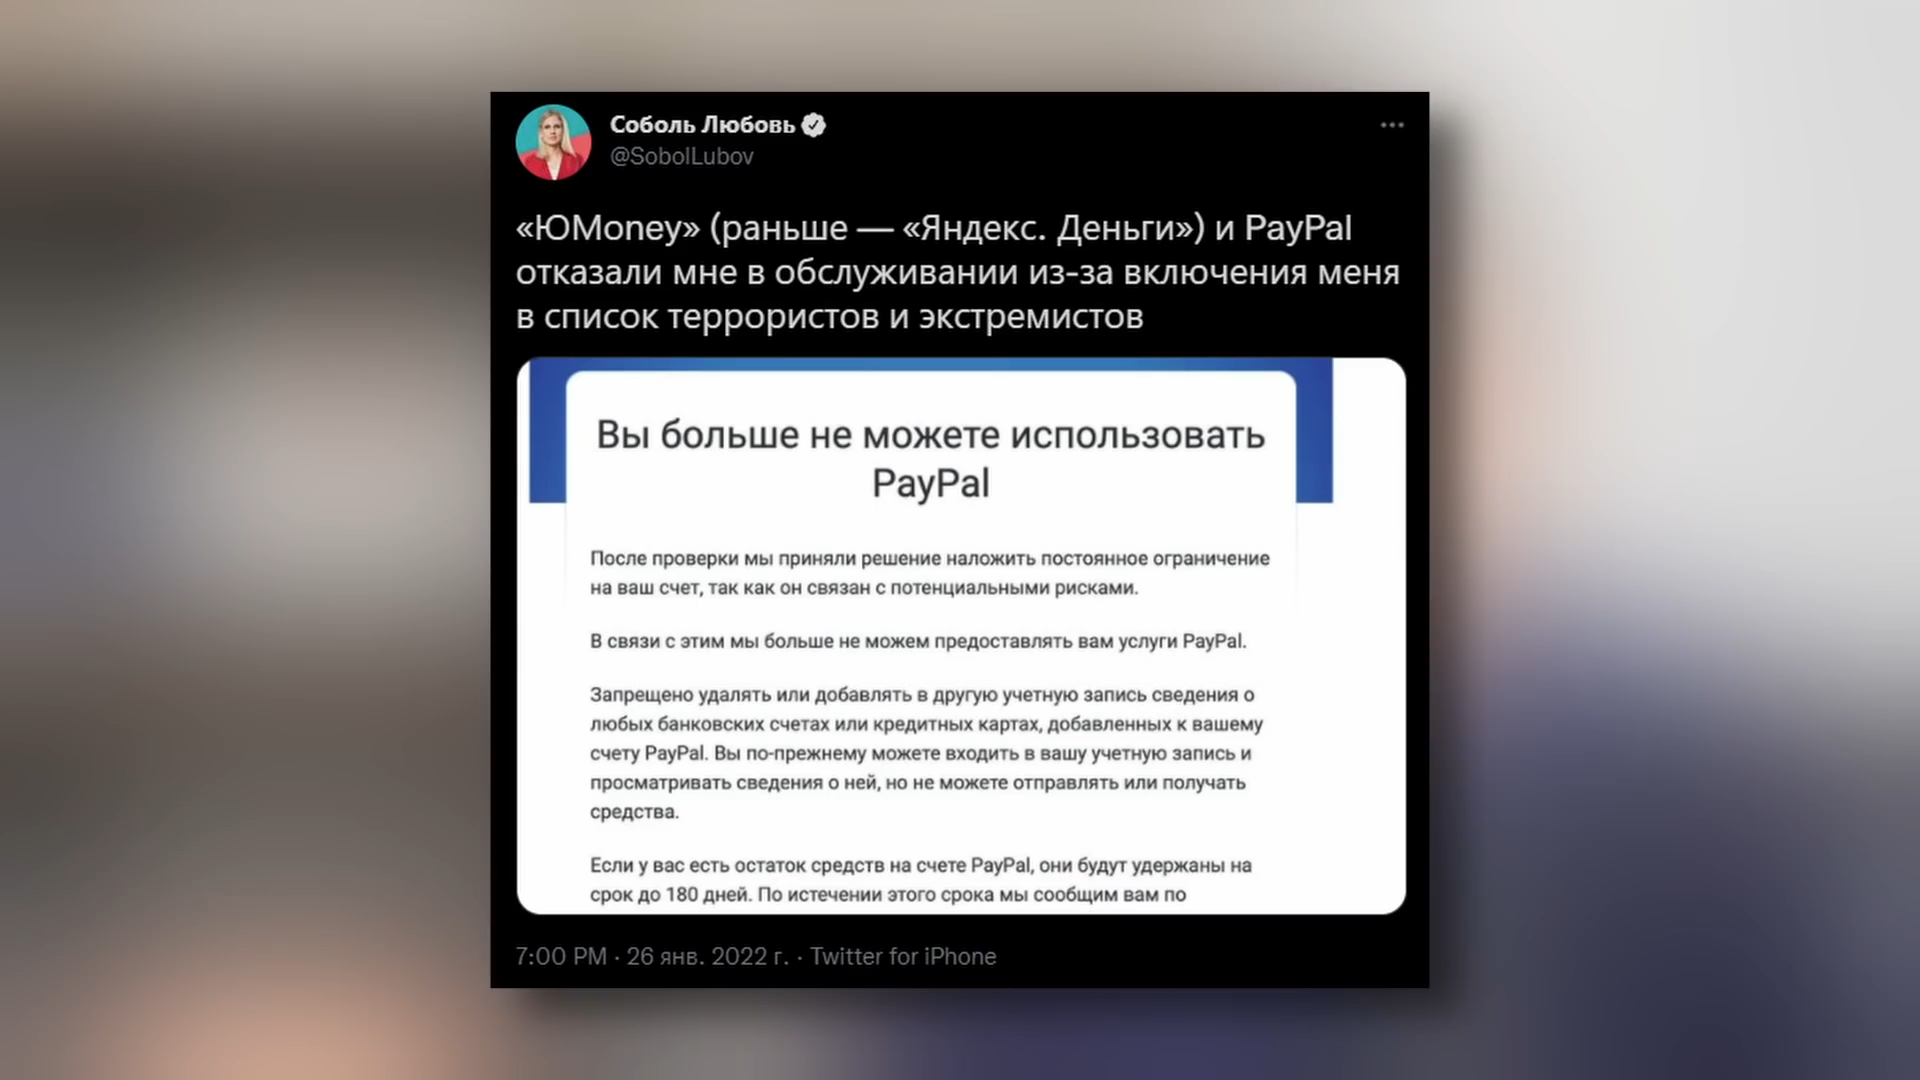 Соболь Любовь
@SobolLubov
«ЮMoney» (раньше — «Яндекс. Деньги») и PayPal
отказали мне в обслуживании из-за включения меня
в список террористов и экстремистов
Вы больше не можете использовать
PayPal
После проверки мы приняли решение наложить постоянное ограничение
на ваш счет, так как он связан с потенциальными рисками.
В связи с этим мы больше не можем предоставлять вам услуги PayPal.
Запрещено удалять или добавлять в другую учетную запись сведения о
любых банковских счетах или кредитных картах, добавленных к вашему
счету PayPal. Вы по-прежнему можете входить в вашу учетную запись и
просматривать сведения о ней, но не можете отправлять или получать
средства.
Если у вас есть остаток средств на счете PayPal, они будут удержаны на
срок до 180 дней. По истечении этого срока мы сообщим вам по
7:00 PM · 26 янв. 2022 г. · Twitter for iPhone